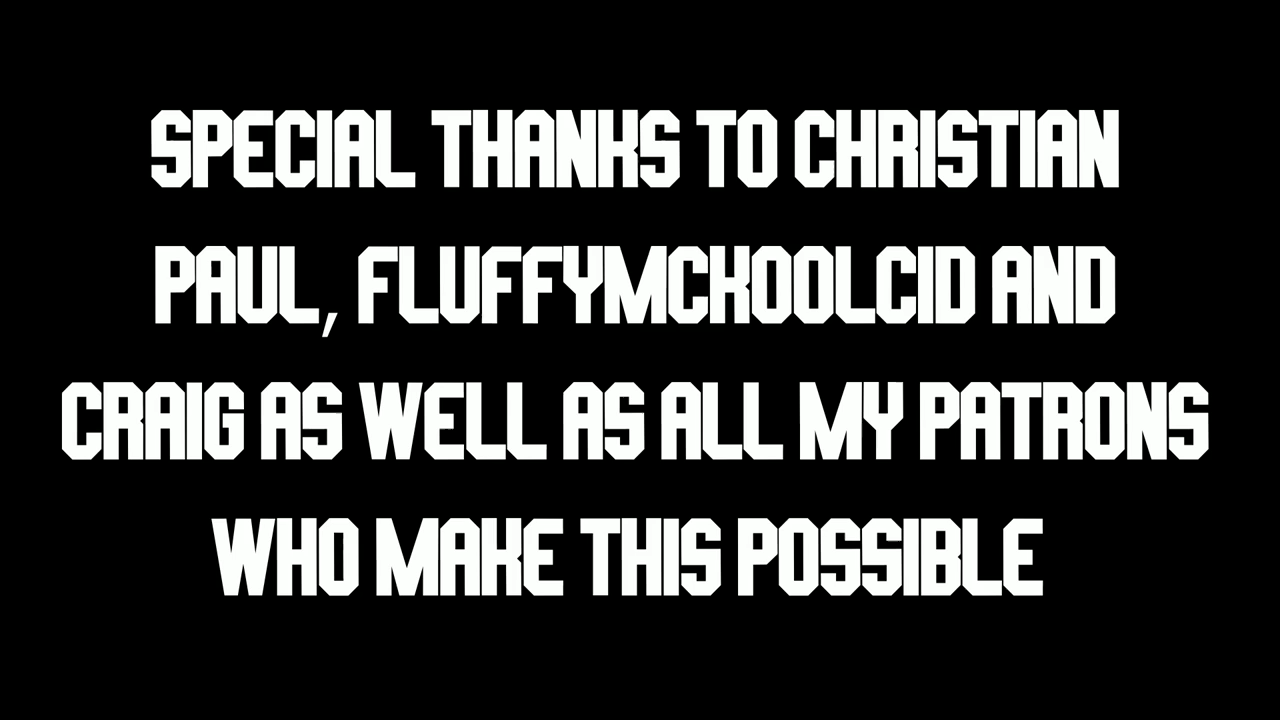 SPECIAL THANKS TO CHRISTIAN
PAUL, FLUFFYMCKOOLCID AND
CRAIG AS WELL AS ALL MY PATRONS
WHO MAKE THIS POSSIBLE